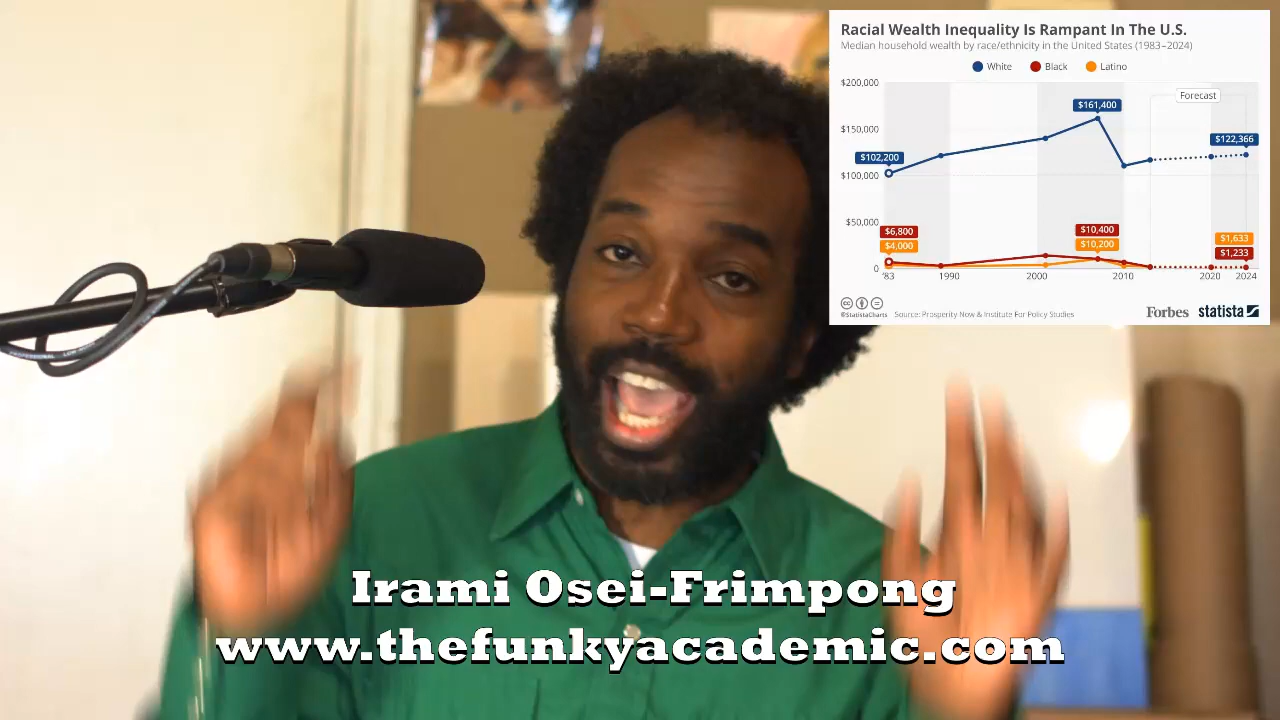 Racial Wealth Inequality Is Rampant In The U.S.
Median household wealth by race/ethnicity in the United States (1983–2024)
White Black Latino
$200,000
Forecast
$161,400
$150,000
$122,366
$102,200
$100,000
$50,000
$6,800
$10,400
$1,633
$4,000
$10,200
$1,233
0
'83 1990 2000 2010 2020 2024
@StatistaCharts Source: Prosperity Now & Institute For Policy Studies
Forbes statista
PROFESSIONAL
Irami Osei-Frimpong
www.thefunkyacademic.com